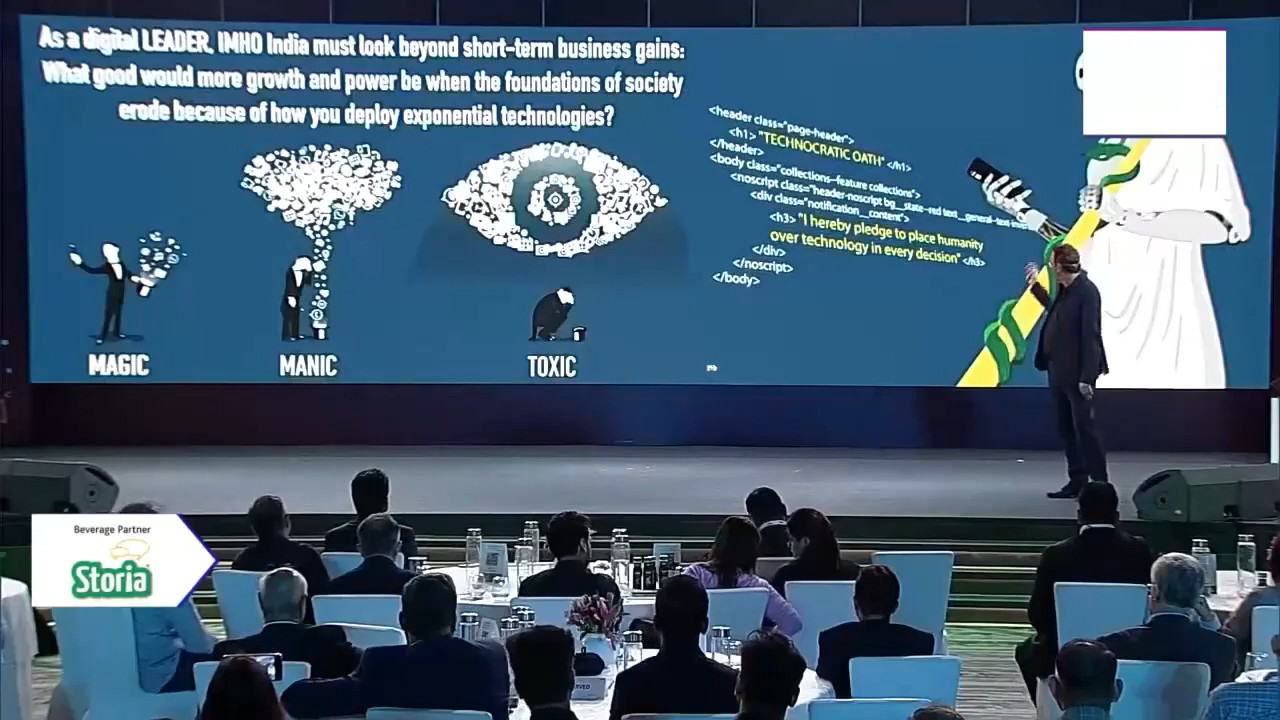 As a digital LEADER, IMHO India must look beyond short-term business gains:
What good would more growth and power be when the foundations of society
erode because of how you deploy exponential technologies?
MAGIC
MANIC
TOXIC
<header class="page-header">
<h1> "TECHNOCRATIC OATH" </h1>
</header>
<body class="collections-feature collections">
<noscript class="header-noscript bg__state-red text__general-text-
<div class="notification__content">
<h3> "I hereby pledge to place humanity
over technology in every decision" </h3>
</div>
</noscript>
</body>
Beverage Partner
Storia